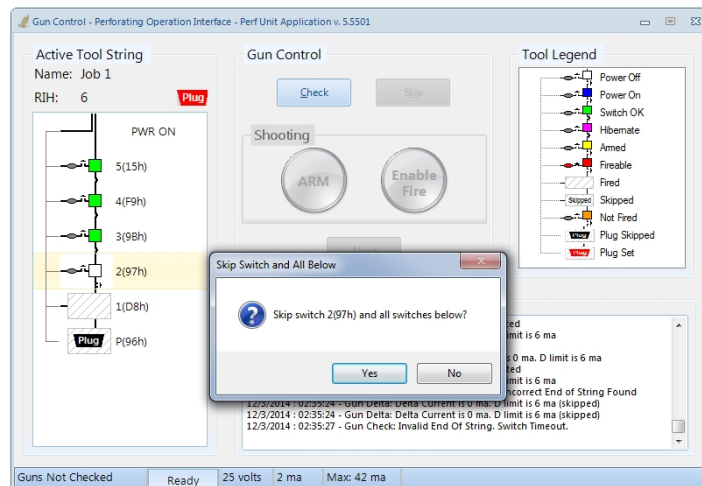 Gun Control - Perforating Operation Interface - Perf Unit Application v. 5.5501
Active Tool String
Name: Job 1
RIH: 6
Plug
PWR ON
5(15h)
4(F9h)
3(9Bh)
2(97h)
1(D8h)
Plug P(96h)
Gun Control
Check
Skip
Shooting
ARM
Enable
Fire
Tool Legend
Power Off
Power On
Switch OK
Hibernate
Armed
Fireable
Fired
Skipped Skipped
Not Fired
Plug Plug Skipped
Plug Plug Set
Skip Switch and All Below
Skip switch 2(97h) and all switches below?
Yes
No
limit is 6 ma
s 0 ma. D limit is 6 ma
limit is 6 ma
ncorrect End of String Found
12/3/2014 : 02:35:24 - Gun Delta: Delta Current is 0 ma. D limit is 6 ma (skipped)
12/3/2014 : 02:35:24 - Gun Delta: Delta Current is 0 ma. D limit is 6 ma (skipped)
12/3/2014 : 02:35:27 - Gun Check: Invalid End Of String. Switch Timeout.
Guns Not Checked
Ready
25 volts
2 ma
Max: 42 ma